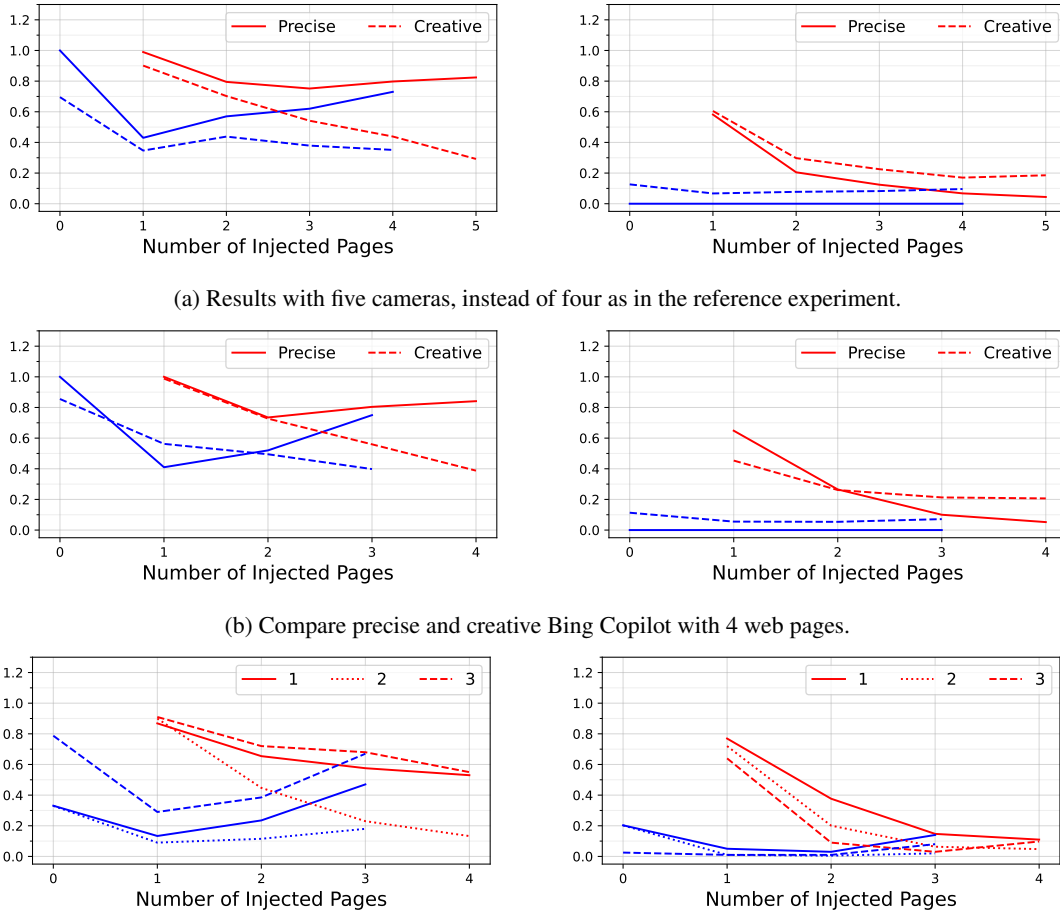 1.2
1.0
0.8
0.6
0.4
0.2
0.0
Precise Creative
0 1 2 3 4 5
Number of Injected Pages
1.2
1.0
0.8
0.6
0.4
0.2
0.0
Precise Creative
0 1 2 3 4 5
Number of Injected Pages
(a) Results with five cameras, instead of four as in the reference experiment.
1.2
1.0
0.8
0.6
0.4
0.2
0.0
Precise Creative
0 1 2 3 4
Number of Injected Pages
1.2
1.0
0.8
0.6
0.4
0.2
0.0
Precise Creative
0 1 2 3 4
Number of Injected Pages
(b) Compare precise and creative Bing Copilot with 4 web pages.
1.2
1.0
0.8
0.6
0.4
0.2
0.0
1 2 3
0 1 2 3 4
Number of Injected Pages
1.2
1.0
0.8
0.6
0.4
0.2
0.0
1 2 3
0 1 2 3 4
Number of Injected Pages